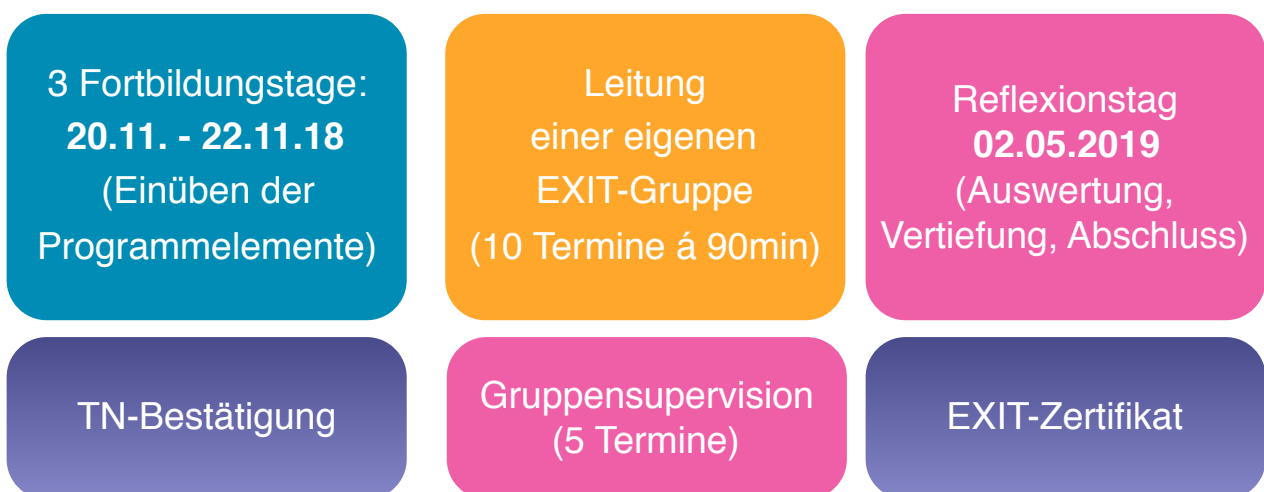 3 Fortbildungstage:
20.11. - 22.11.18
(Einüben der
Programmelemente)
Leitung
einer eigenen
EXIT-Gruppe
(10 Termine á 90min)
Reflexionstag
02.05.2019
(Auswertung,
Vertiefung, Abschluss)
TN-Bestätigung
Gruppensupervision
(5 Termine)
EXIT-Zertifikat